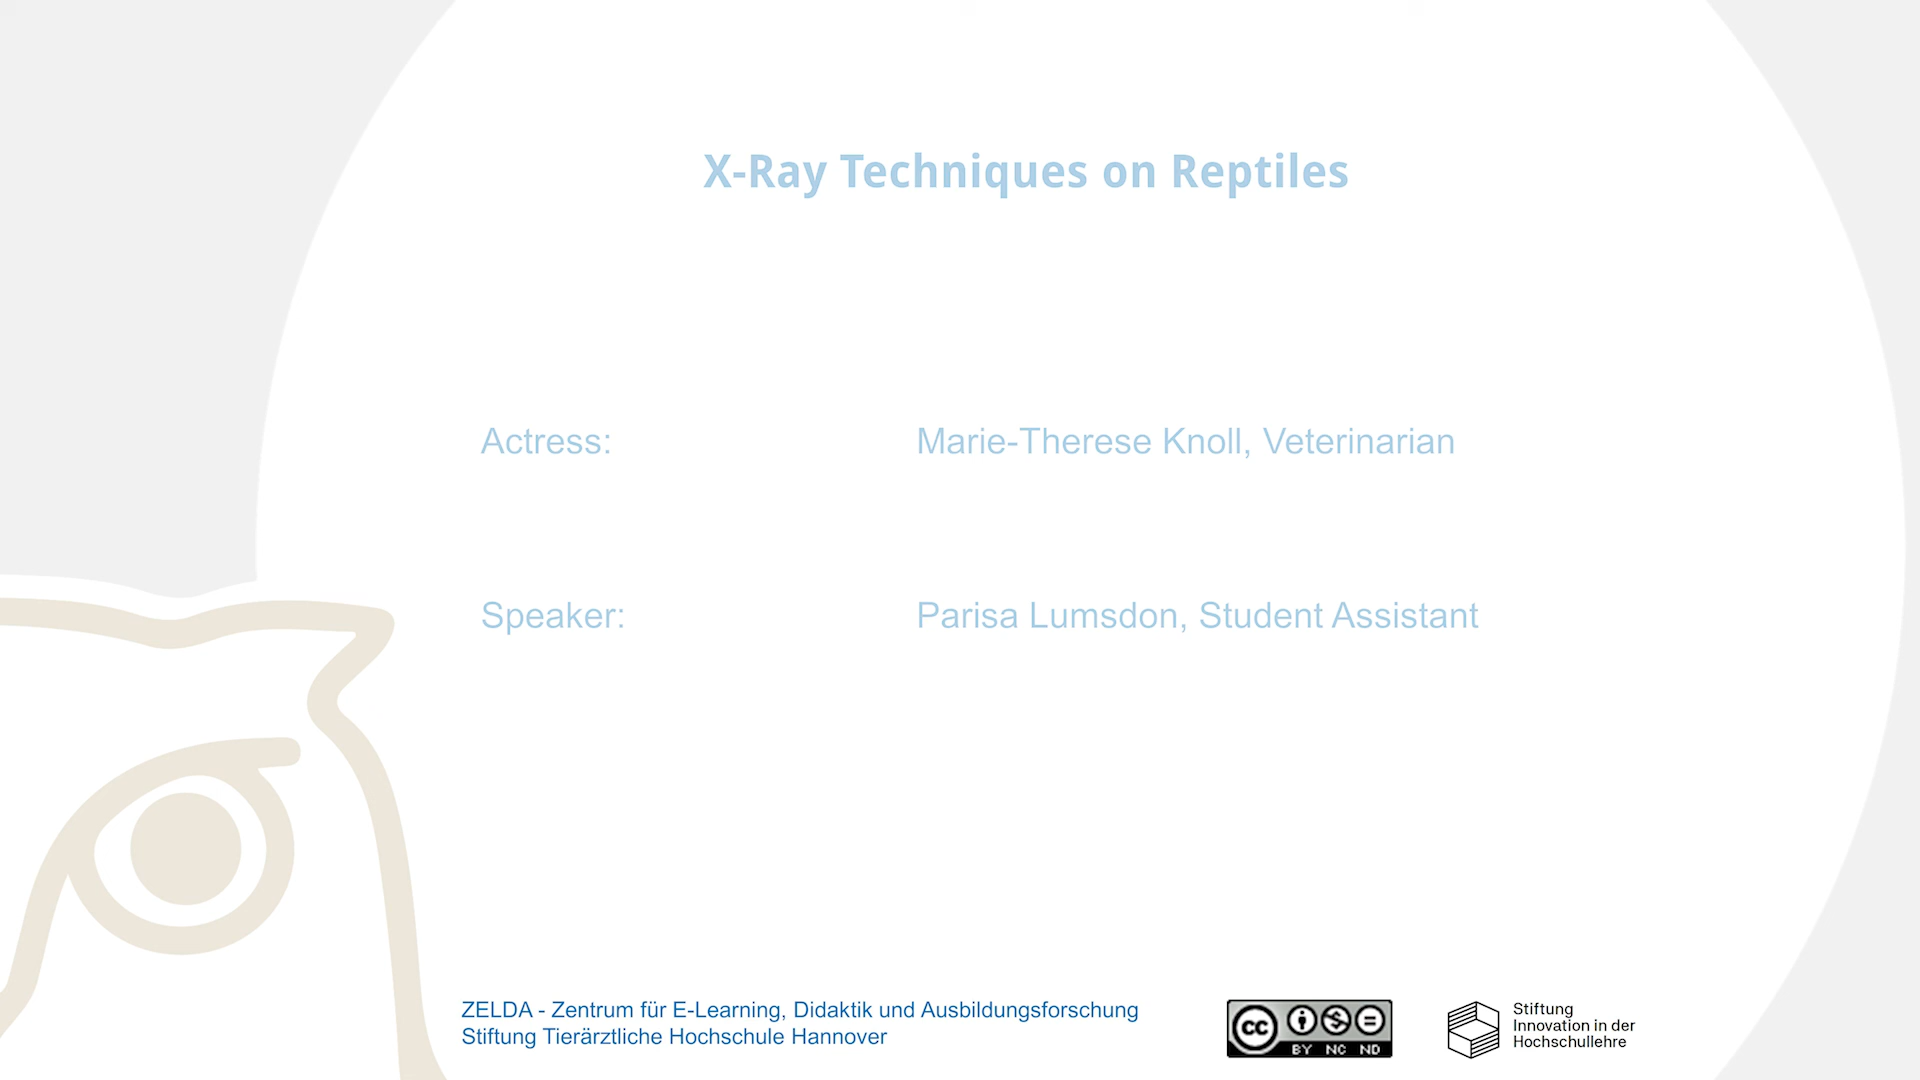 X-Ray Techniques on Reptiles
Actress: Marie-Therese Knoll, Veterinarian
Speaker: Parisa Lumsdon, Student Assistant
ZELDA - Zentrum für E-Learning, Didaktik und Ausbildungsforschung
Stiftung Tierärztliche Hochschule Hannover
cc
BY NC ND
Stiftung
Innovation in der
Hochschullehre